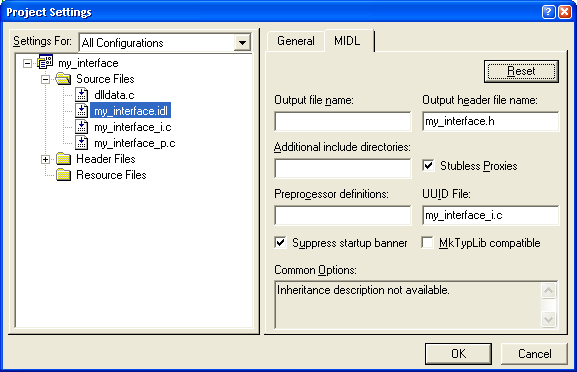 Project Settings
Settings For:
All Configurations
my_interface
Source Files
dlldata.c
my_interface.idl
my_interface_i.c
my_interface_p.c
Header Files
Resource Files
General
MIDL
Reset
Output file name:
Output header file name:
my_interface.h
Additional include directories:
Stubless Proxies
Preprocessor definitions:
UUID File:
my_interface_i.c
Suppress startup banner
MkTypLib compatible
Common Options:
Inheritance description not available.
OK
Cancel